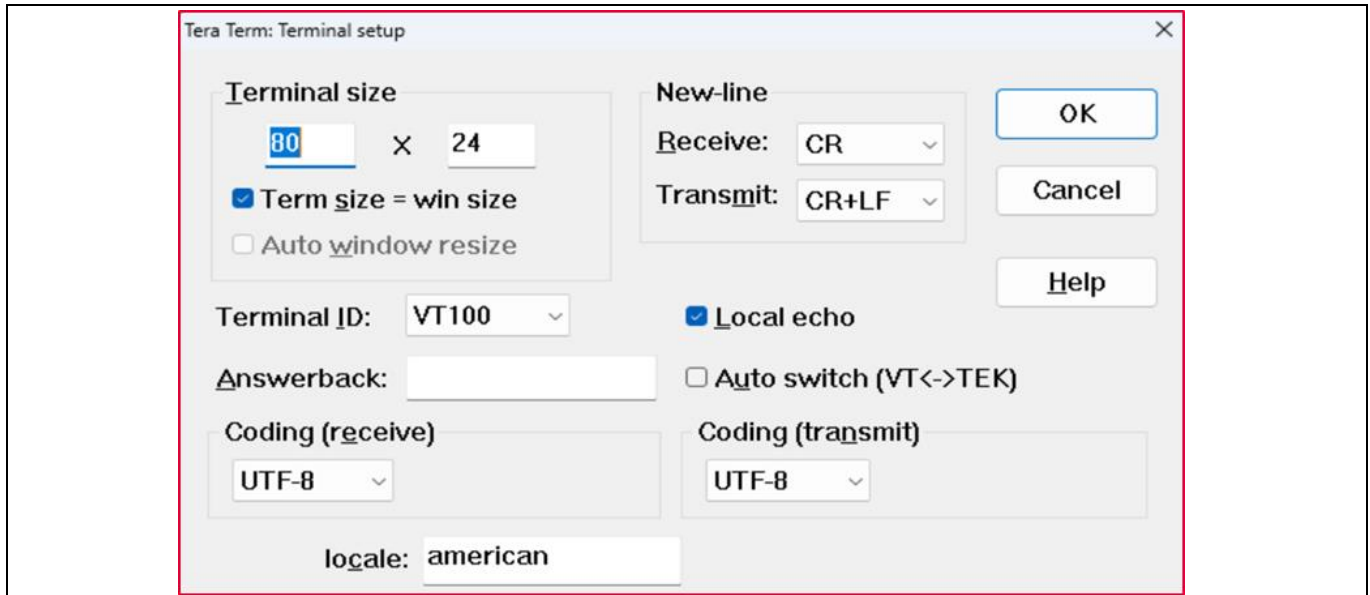 Tera Term: Terminal setup
Terminal size
80 X 24
Term size = win size
Auto window resize
New-line
Receive: CR
Transmit: CR+LF
OK
Cancel
Help
Terminal ID: VT100
Local echo
Answerback:
Auto switch (VT<->TEK)
Coding (receive)
UTF-8
Coding (transmit)
UTF-8
locale: american